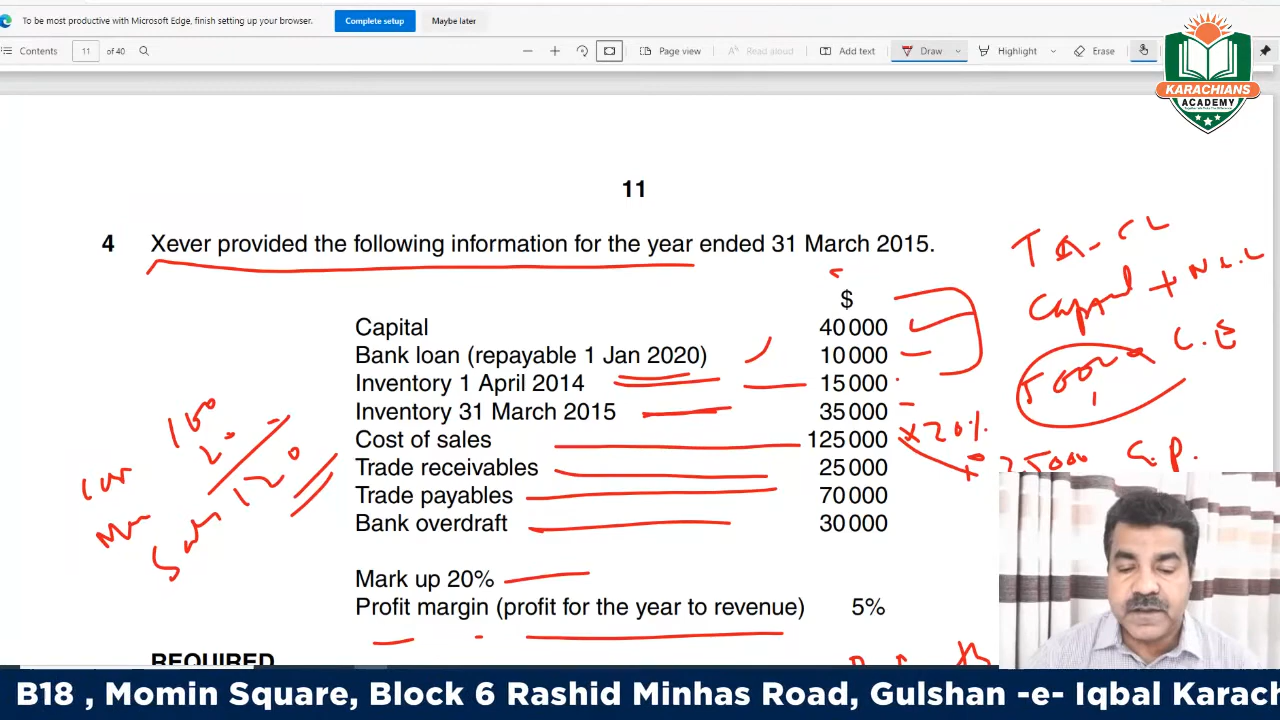 To be most productive with Microsoft Edge, finish setting up your browser. Complete setup Maybe later
Contents 11 of 40 Page view Read aloud Add text Draw Highlight Erase
KARACHIANS
ACADEMY
11
4 Xever provided the following information for the year ended 31 March 2015.
$
Capital 40 000
Bank loan (repayable 1 Jan 2020) 10 000
Inventory 1 April 2014 15 000
Inventory 31 March 2015 35 000
Cost of sales 125 000
Trade receivables 25 000
Trade payables 70 000
Bank overdraft 30 000
Mark up 20%
Profit margin (profit for the year to revenue) 5%
REQUIRED
TA - CL
Capital + N.C.L
C.E
x20%
25000 G.P.
100
20
Sales 120
B18 , Momin Square, Block 6 Rashid Minhas Road, Gulshan -e- Iqbal Karach